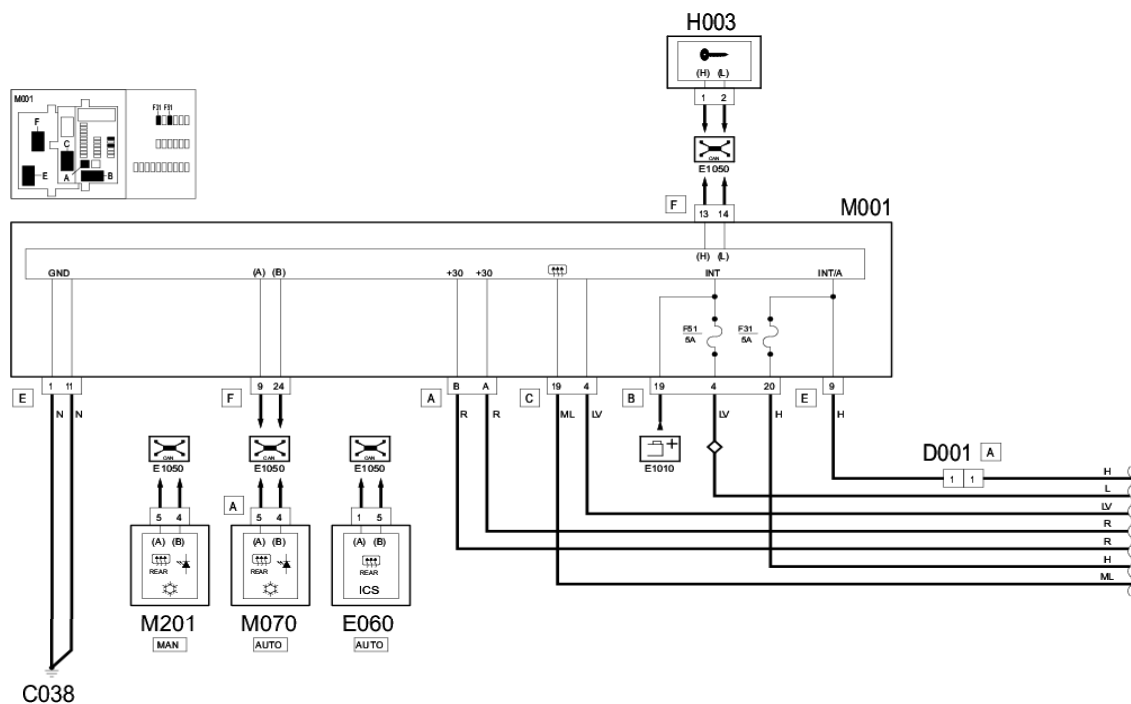 H003
(H) (L)
1 2
CAN
E1050
M001
F31 F51
F
C
E
A
B
F
13 14
M001
(H) (L)
GND
(A) (B)
+30 +30
INT
INT/A
F51
5A
F31
5A
E
1 11
F
9 24
A
B A
C
19 4
B
19 4 20
E
9
N N
R R
ML LV
LV
H
H
E1050
CAN
E1050
E1050
E1010
D001 A
1 1
H
L
LV
R
R
H
ML
5 4
A
5 4
1 5
(A) (B)
(A) (B)
(A) (B)
REAR
REAR
REAR
ICS
M201
M070
E060
MAN
AUTO
AUTO
C038